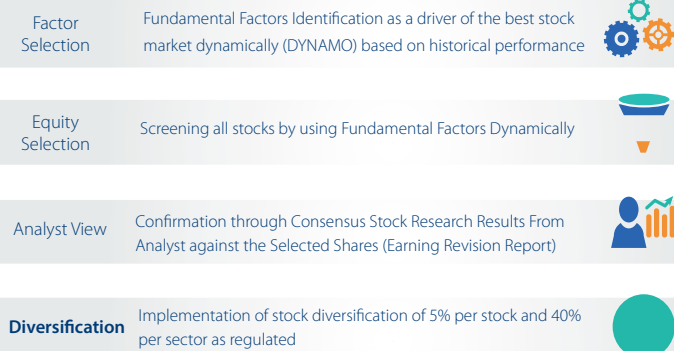 Factor
Selection
Fundamental Factors Identification as a driver of the best stock
market dynamically (DYNAMO) based on historical performance
Equity
Selection
Screening all stocks by using Fundamental Factors Dynamically
Analyst View
Confirmation through Consensus Stock Research Results From
Analyst against the Selected Shares (Earning Revision Report)
Diversification
Implementation of stock diversification of 5% per stock and 40%
per sector as regulated